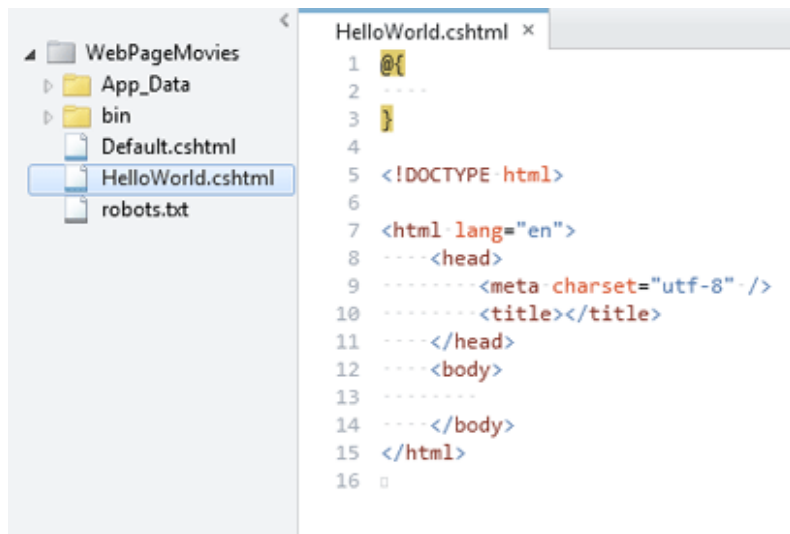 WebPageMovies
App_Data
bin
Default.cshtml
HelloWorld.cshtml
robots.txt
HelloWorld.cshtml ×
1 @{
2
3 }
4
5 <!DOCTYPE html>
6
7 <html lang="en">
8     <head>
9         <meta charset="utf-8" />
10         <title></title>
11     </head>
12     <body>
13
14     </body>
15 </html>
16